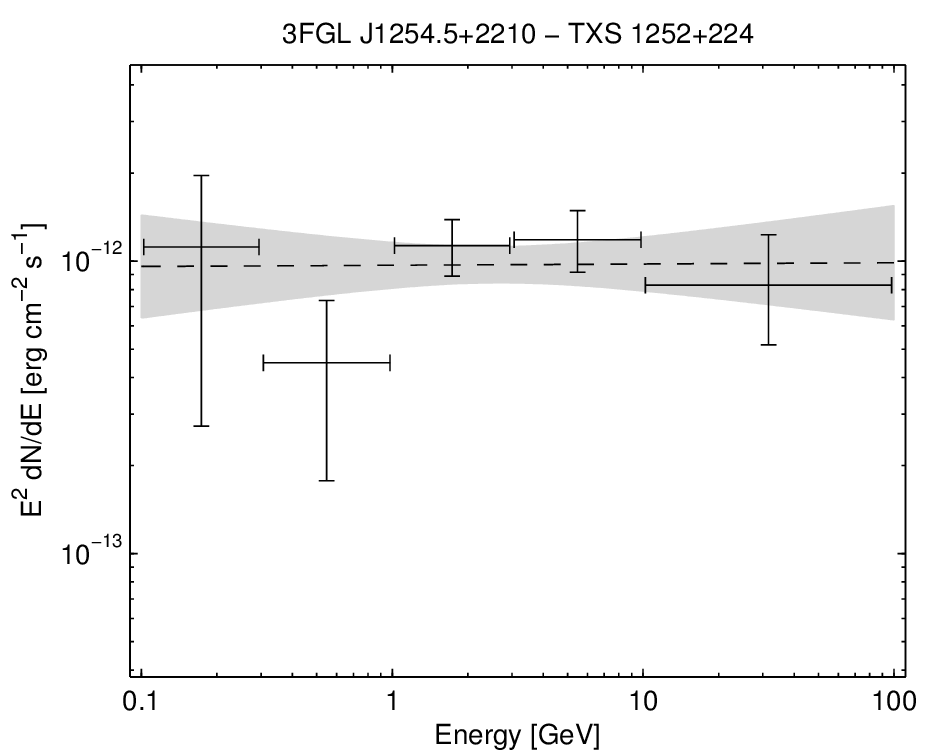 3FGL J1254.5+2210 − TXS 1252+224
E² dN/dE [erg cm⁻² s⁻¹]
10⁻¹²
10⁻¹³
0.1 1 10 100
Energy [GeV]